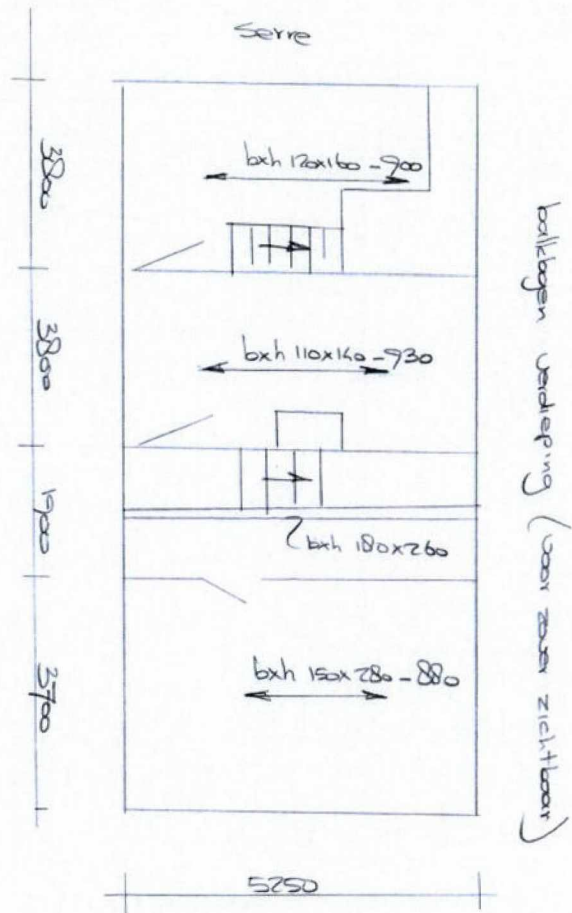 Serre
3800
bxh 120x160-900
3800
bxh 110x140-930
1900
bxh 180x260
3700
bxh 150x280-880
5250
balklagen verdieping (voor zover zichtbaar)